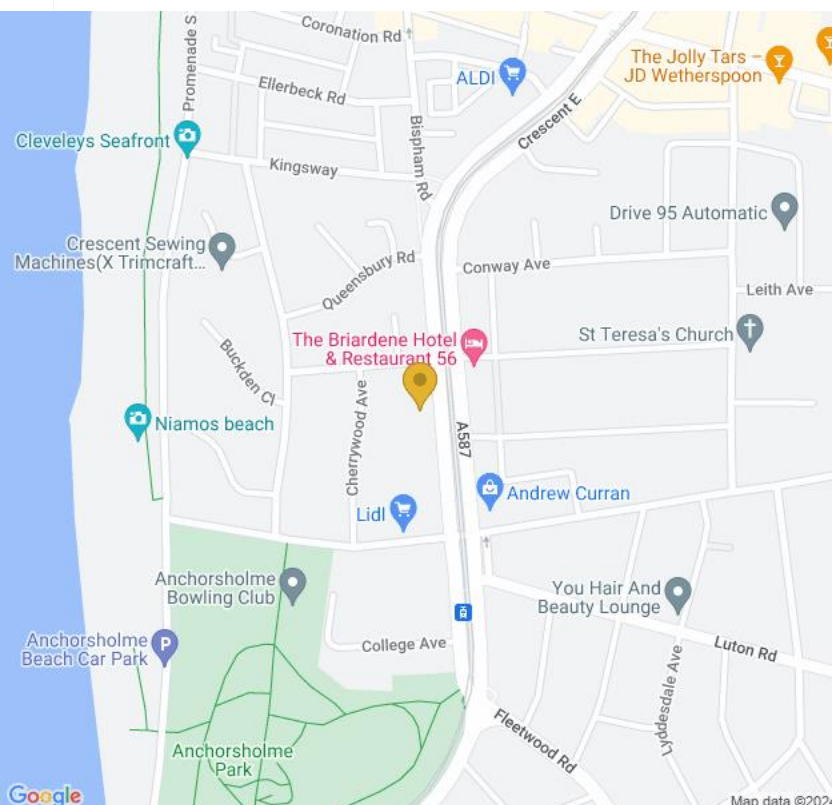 Coronation Rd
Promenade S
ALDI
The Jolly Tars –
JD Wetherspoon
Ellerbeck Rd
Crescent E
Bispham Rd
Cleveleys Seafront
Kingsway
Drive 95 Automatic
Crescent Sewing
Machines(X Trimcraft...
Queensbury Rd
Conway Ave
Leith Ave
The Briardene Hotel
& Restaurant 56
St Teresa's Church
Buckden Cl
Cherrywood Ave
Niamos beach
A587
Andrew Curran
Lidl
Anchorsholme
Bowling Club
You Hair And
Beauty Lounge
Anchorsholme
Beach Car Park
P
College Ave
Luton Rd
Lyddesdale Ave
Fleetwood Rd
Anchorsholme
Park
Google
Map data ©2024